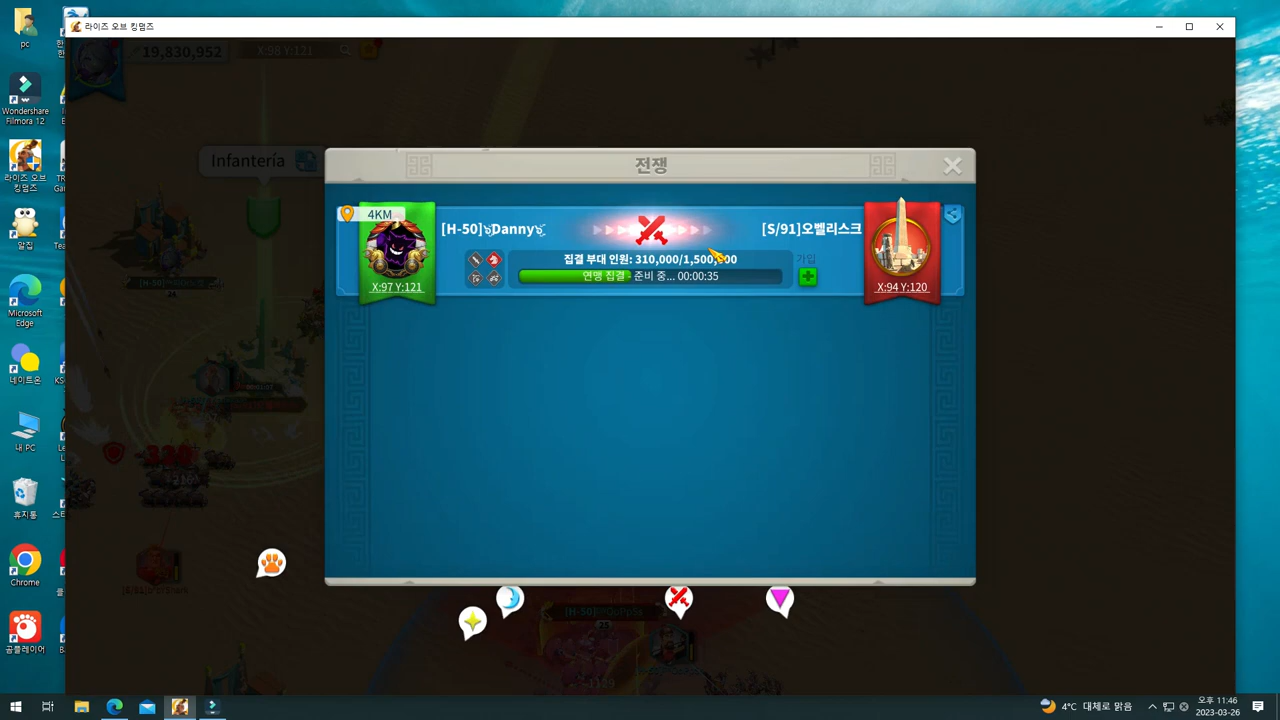 라이즈 오브 킹덤즈
pc
Wondershare
Filmora 12
라이즈 오브
킹덤즈
알집
Microsoft
Edge
네이트온
내 PC
휴지통
Chrome
곰플레이어
19,830,952
X:98 Y:121
Infantería
전쟁
4KM
[H-50]
Danny
[S/91]오벨리스크
집결 부대 인원: 310,000/1,500,000
가입
연맹 집결 · 준비 중... 00:00:35
X:97 Y:121
X:94 Y:120
4°C 대체로 맑음
오후 11:46
2023-03-26